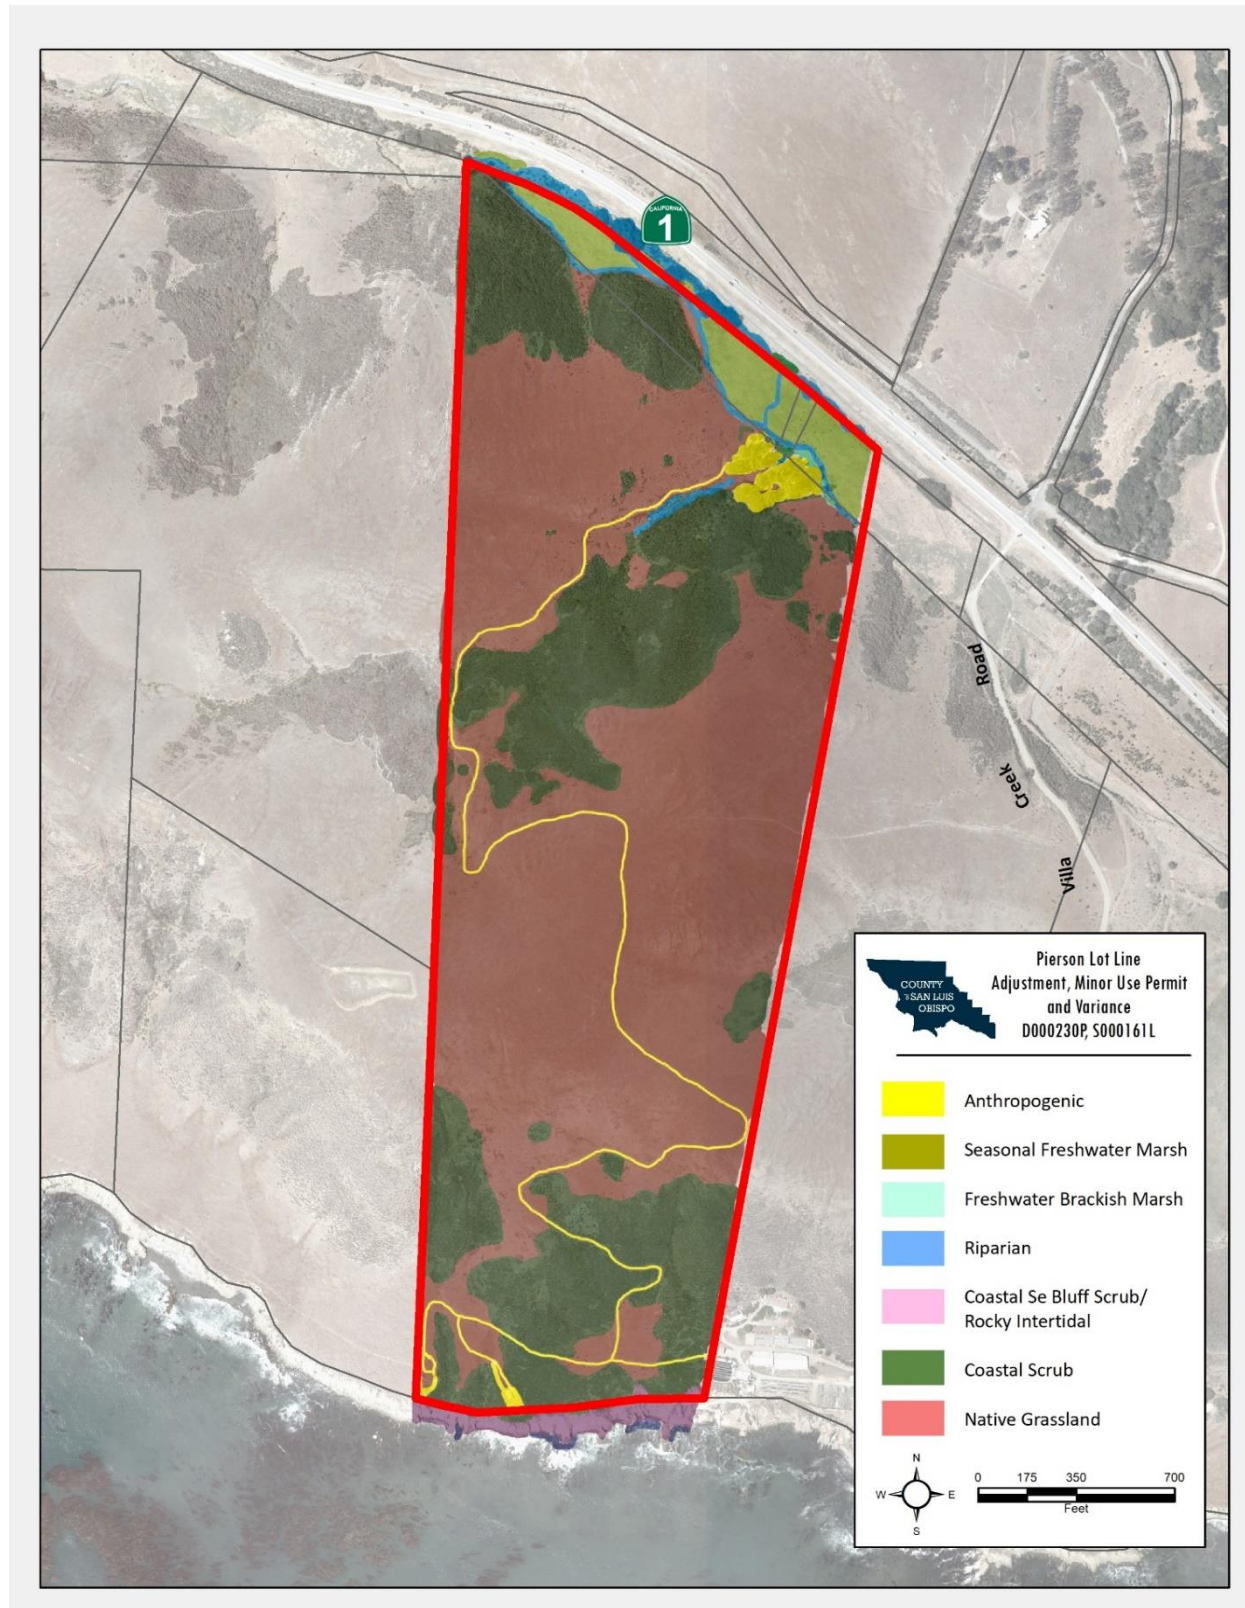 CALIFORNIA
1
Road
Creek
Villa
COUNTY
OF SAN LUIS
OBISPO
Pierson Lot Line
Adjustment, Minor Use Permit
and Variance
D000230P, S000161L
Anthropogenic
Seasonal Freshwater Marsh
Freshwater Brackish Marsh
Riparian
Coastal Se Bluff Scrub/
Rocky Intertidal
Coastal Scrub
Native Grassland
N
W E
S
0 175 350 700
Feet